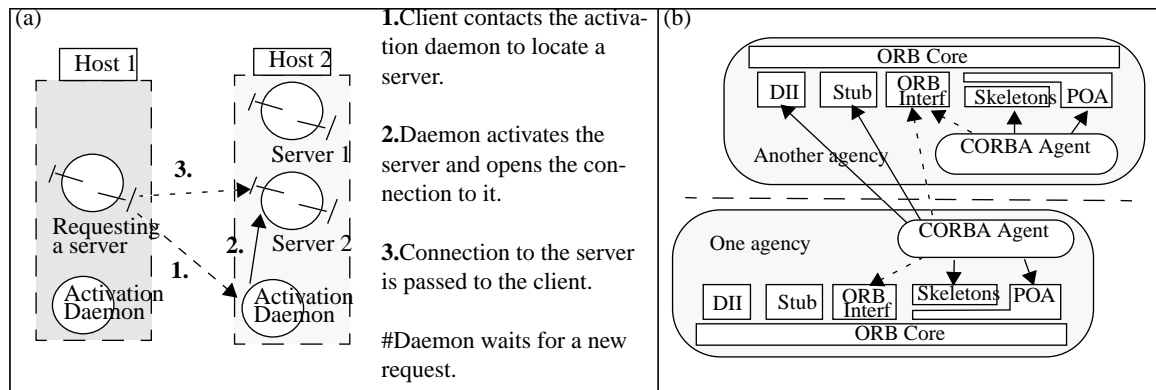 (a)
Host 1
Host 2
Server 1
3.
Requesting
a server
Server 2
2.
1.
Activation
Daemon
Activation
Daemon
1.Client contacts the activa-
tion daemon to locate a
server.
2.Daemon activates the
server and opens the con-
nection to it.
3.Connection to the server
is passed to the client.
#Daemon waits for a new
request.
(b)
ORB Core
DII
Stub
ORB
Interf
Skeletons
POA
CORBA Agent
Another agency
CORBA Agent
One agency
DII
Stub
ORB
Interf
Skeletons
POA
ORB Core